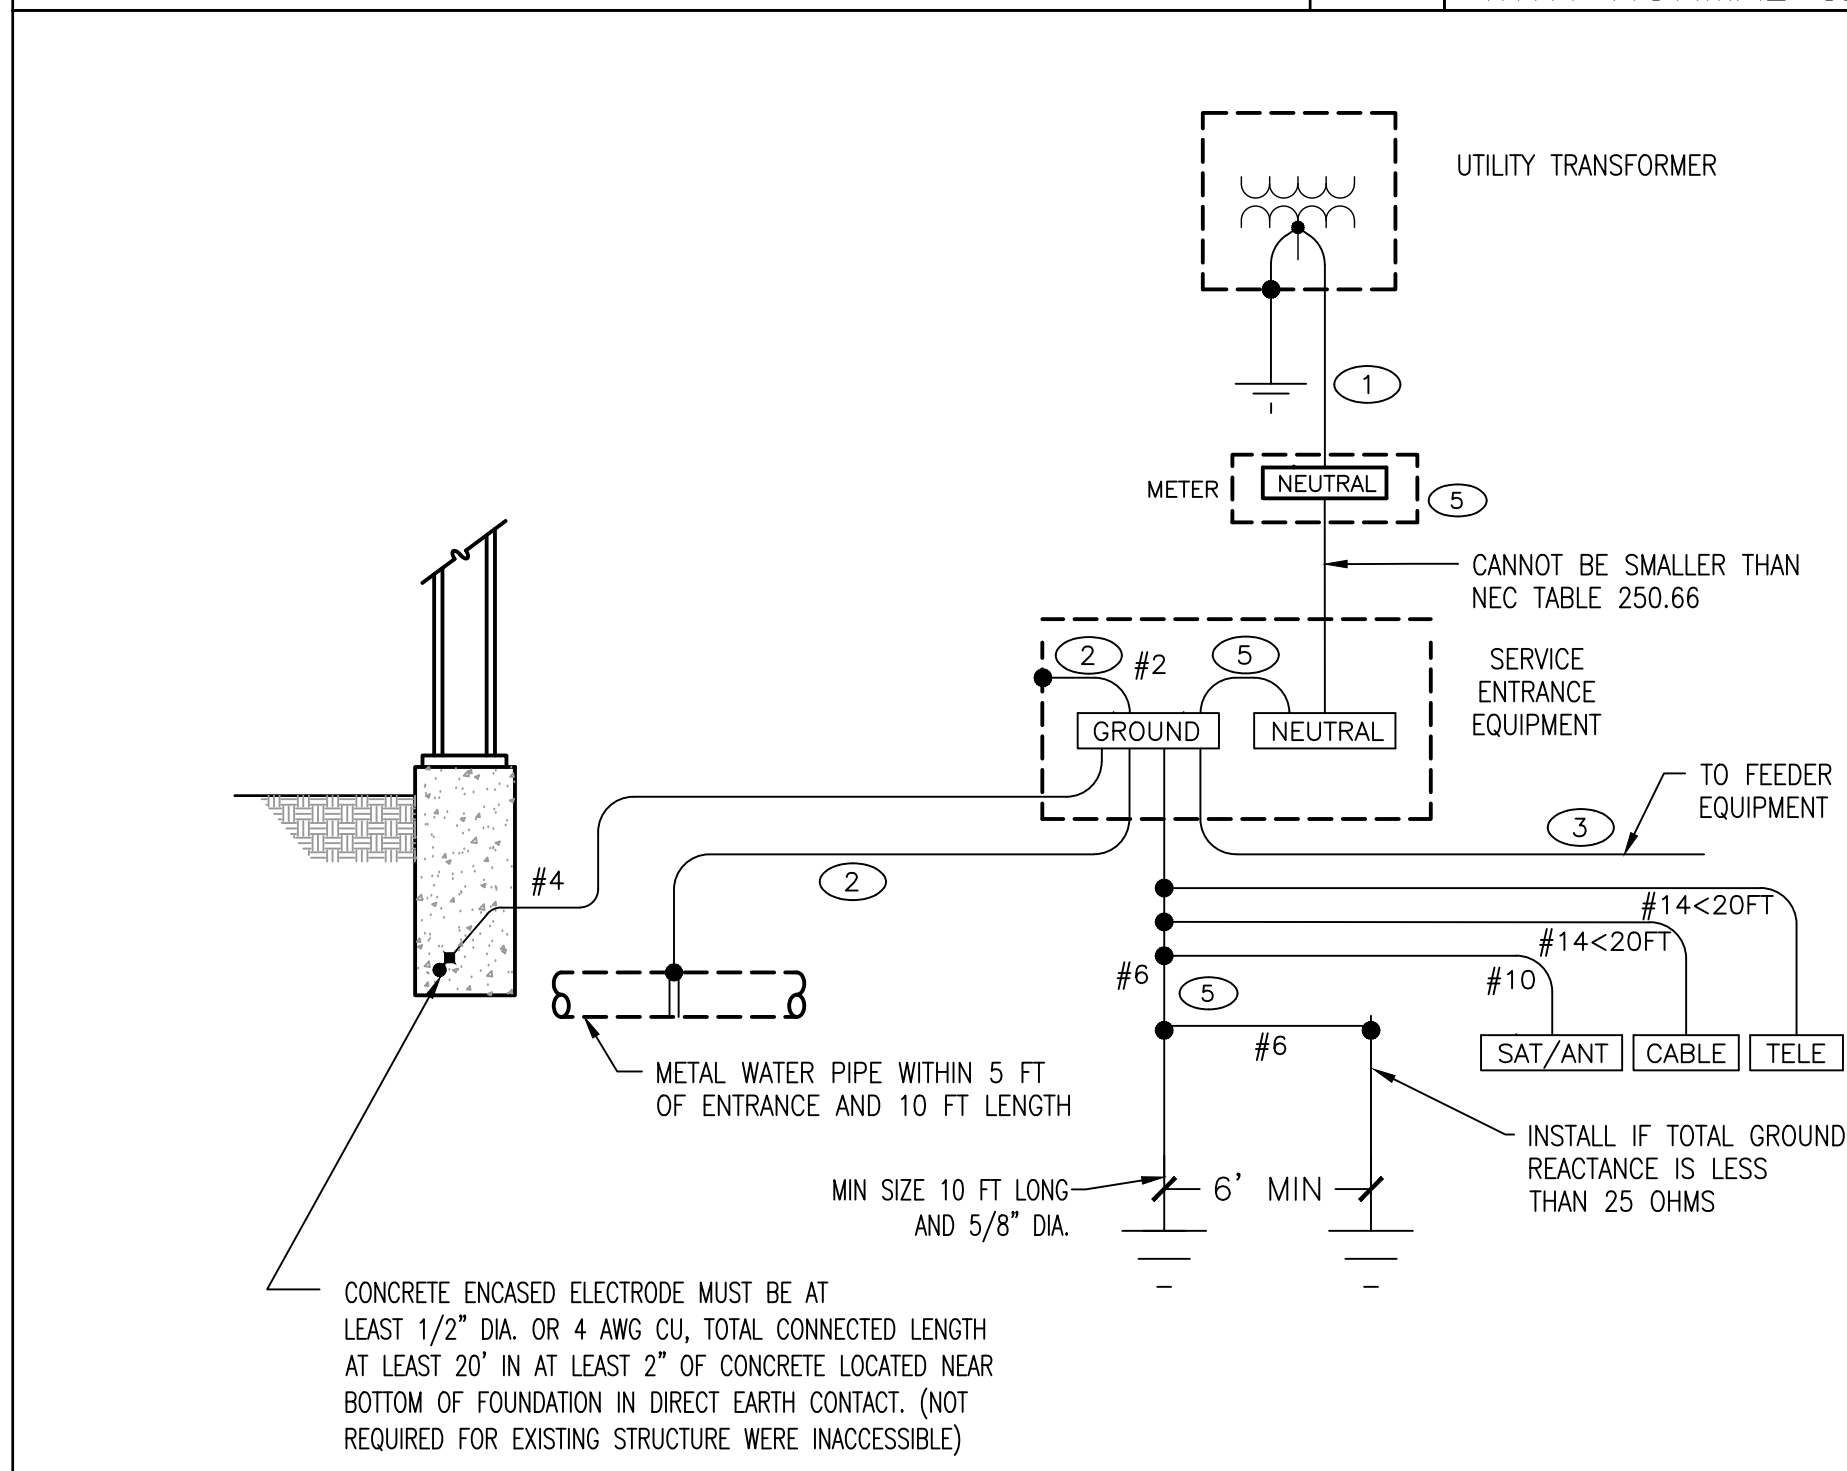 UTILITY TRANSFORMER
1
METER
NEUTRAL
5
CANNOT BE SMALLER THAN
NEC TABLE 250.66
2
#2
5
SERVICE
ENTRANCE
EQUIPMENT
GROUND
NEUTRAL
TO FEEDER
EQUIPMENT
3
#4
2
#14<20FT
#14<20FT
#10
#6
5
#6
SAT/ANT
CABLE
TELE
METAL WATER PIPE WITHIN 5 FT
OF ENTRANCE AND 10 FT LENGTH
INSTALL IF TOTAL GROUND
REACTANCE IS LESS
THAN 25 OHMS
MIN SIZE 10 FT LONG
AND 5/8" DIA.
6' MIN
CONCRETE ENCASED ELECTRODE MUST BE AT
LEAST 1/2" DIA. OR 4 AWG CU, TOTAL CONNECTED LENGTH
AT LEAST 20' IN AT LEAST 2" OF CONCRETE LOCATED NEAR
BOTTOM OF FOUNDATION IN DIRECT EARTH CONTACT. (NOT
REQUIRED FOR EXISTING STRUCTURE WERE INACCESSIBLE)